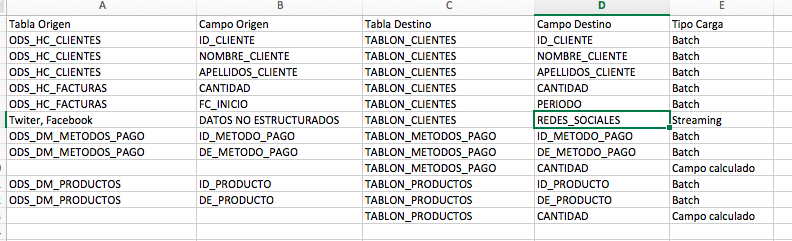 A B C D E
Tabla Origen Campo Origen Tabla Destino Campo Destino Tipo Carga
ODS_HC_CLIENTES ID_CLIENTE TABLON_CLIENTES ID_CLIENTE Batch
ODS_HC_CLIENTES NOMBRE_CLIENTE TABLON_CLIENTES NOMBRE_CLIENTE Batch
ODS_HC_CLIENTES APELLIDOS_CLIENTE TABLON_CLIENTES APELLIDOS_CLIENTE Batch
ODS_HC_FACTURAS CANTIDAD TABLON_CLIENTES CANTIDAD Batch
ODS_HC_FACTURAS FC_INICIO TABLON_CLIENTES PERIODO Batch
Twiter, Facebook DATOS NO ESTRUCTURADOS TABLON_CLIENTES REDES_SOCIALES Streaming
ODS_DM_METODOS_PAGO ID_METODO_PAGO TABLON_METODOS_PAGO ID_METODO_PAGO Batch
ODS_DM_METODOS_PAGO DE_METODO_PAGO TABLON_METODOS_PAGO DE_METODO_PAGO Batch
TABLON_METODOS_PAGO CANTIDAD Campo calculado
ODS_DM_PRODUCTOS ID_PRODUCTO TABLON_PRODUCTOS ID_PRODUCTO Batch
ODS_DM_PRODUCTOS DE_PRODUCTO TABLON_PRODUCTOS DE_PRODUCTO Batch
TABLON_PRODUCTOS CANTIDAD Campo calculado